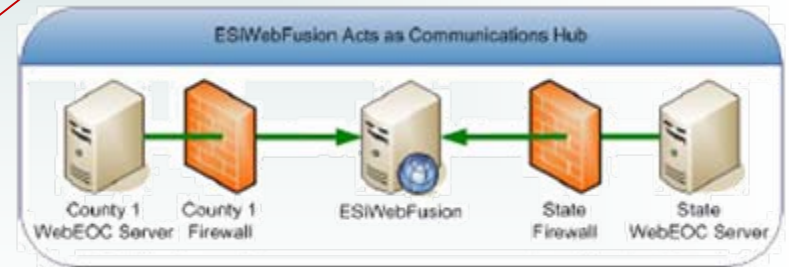 ESIWebFusion Acts as Communications Hub
County 1
WebEOC Server
County 1
Firewall
ESIWebFusion
State
Firewall
State
WebEOC Server